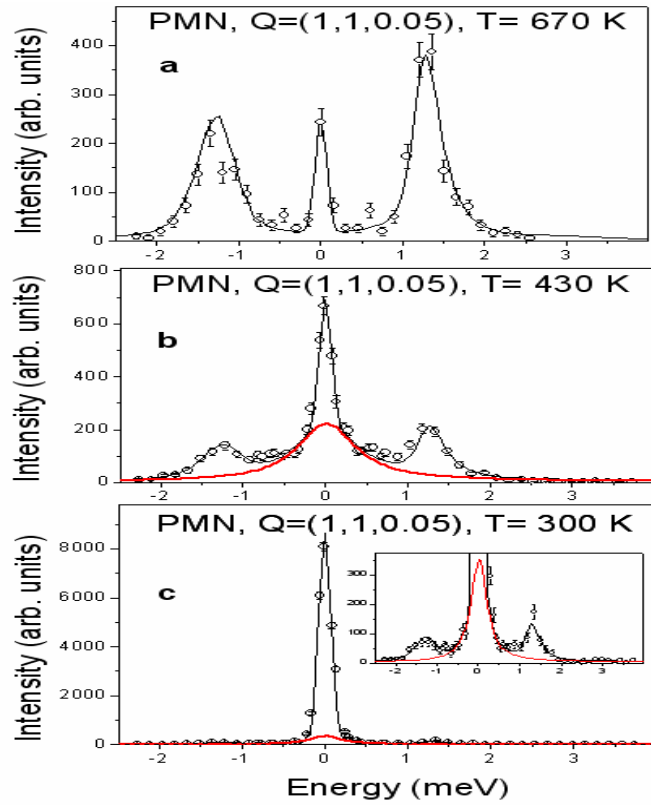 PMN, Q=(1,1,0.05), T= 670 K
a
Intensity (arb. units)
400
300
200
100
0
-2 -1 0 1 2 3
PMN, Q=(1,1,0.05), T= 430 K
b
Intensity (arb. units)
800
600
400
200
0
-2 -1 0 1 2 3
PMN, Q=(1,1,0.05), T= 300 K
c
Intensity (arb. units)
8000
6000
4000
2000
0
300
200
100
0
-2 -1 0 1 2 3
-2 -1 0 1 2 3
Energy (meV)